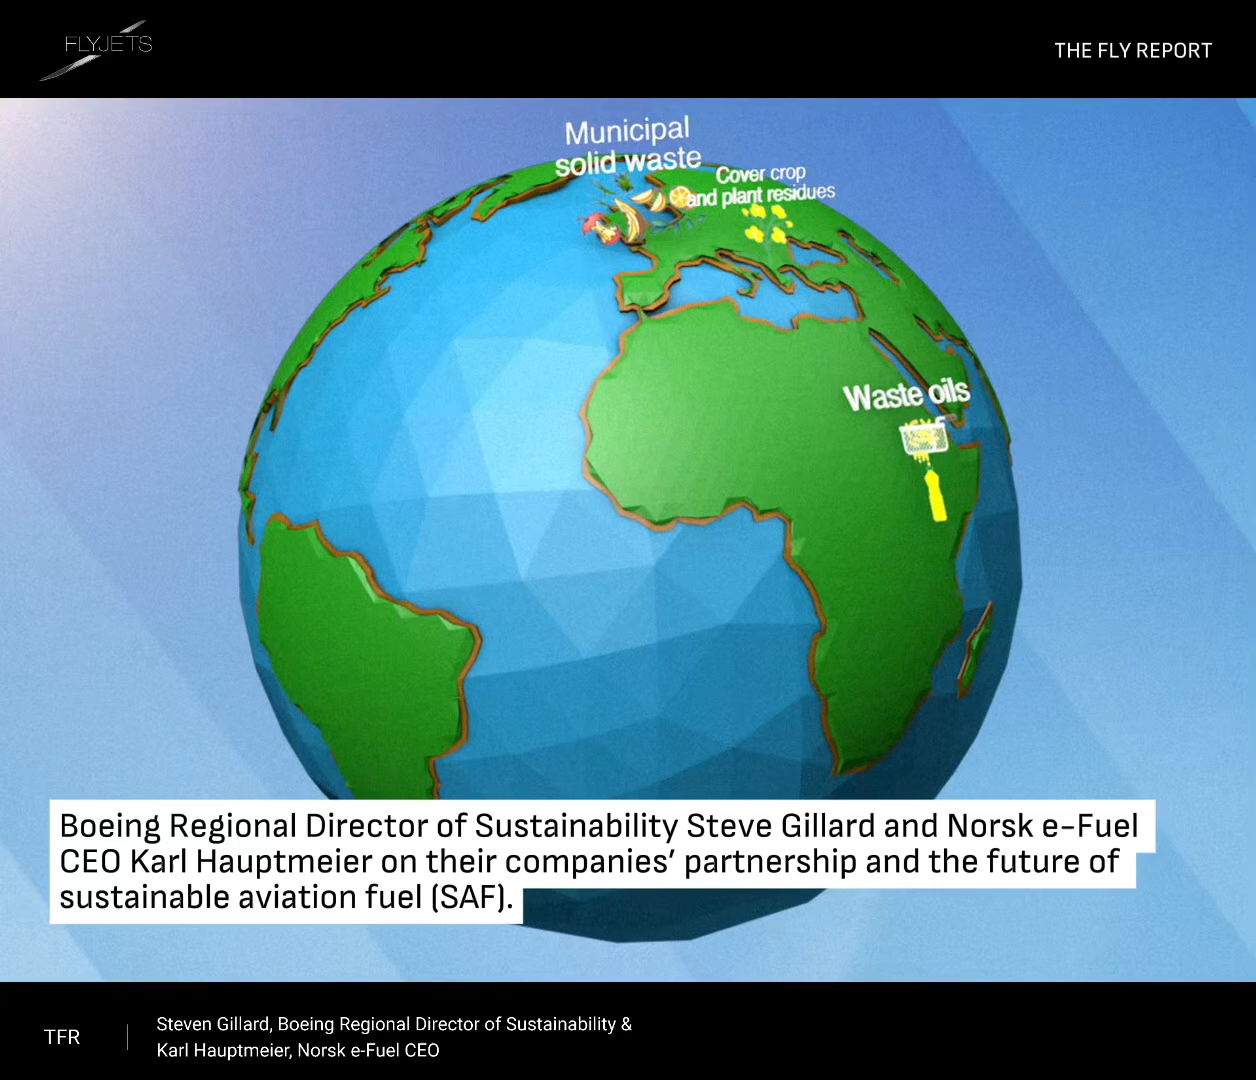 FLYJETS
THE FLY REPORT
Municipal
solid waste
Cover crop
and plant residues
Waste oils
Boeing Regional Director of Sustainability Steve Gillard and Norsk e-Fuel
CEO Karl Hauptmeier on their companies’ partnership and the future of
sustainable aviation fuel (SAF).
TFR
Steven Gillard, Boeing Regional Director of Sustainability &
Karl Hauptmeier, Norsk e-Fuel CEO